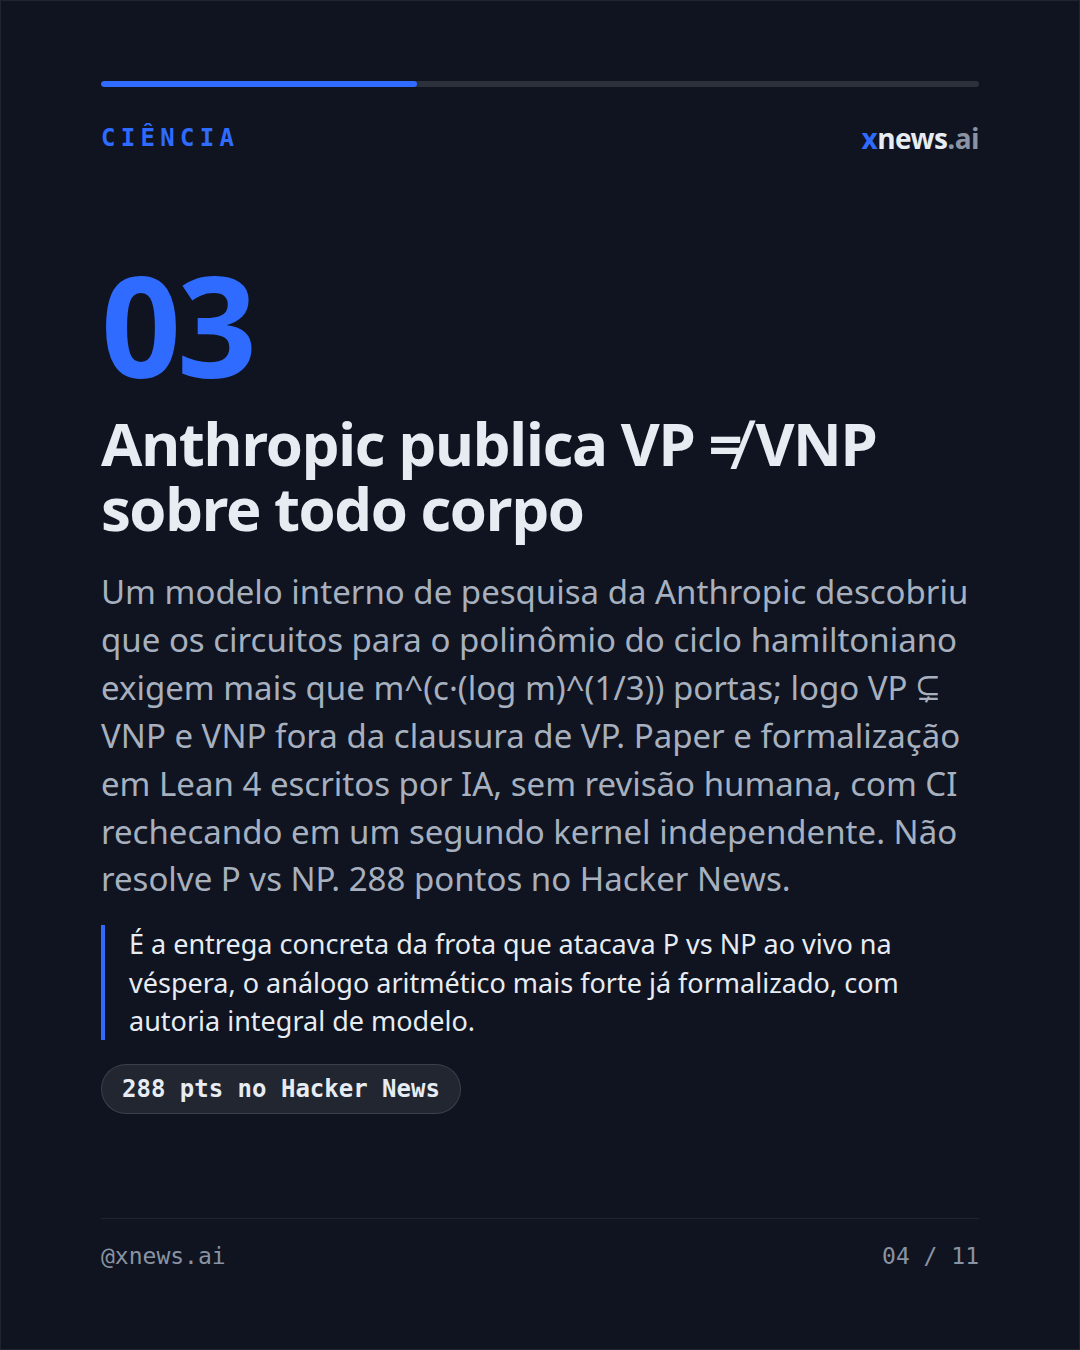 CIÊNCIA
xnews.ai
03
Anthropic publica VP ≠ VNP
sobre todo corpo
Um modelo interno de pesquisa da Anthropic descobriu
que os circuitos para o polinômio do ciclo hamiltoniano
exigem mais que m^(c·(log m)^(1/3)) portas; logo VP ⊊
VNP e VNP fora da clausura de VP. Paper e formalização
em Lean 4 escritos por IA, sem revisão humana, com CI
rechecando em um segundo kernel independente. Não
resolve P vs NP. 288 pontos no Hacker News.
É a entrega concreta da frota que atacava P vs NP ao vivo na
véspera, o análogo aritmético mais forte já formalizado, com
autoria integral de modelo.
288 pts no Hacker News
@xnews.ai
04 / 11